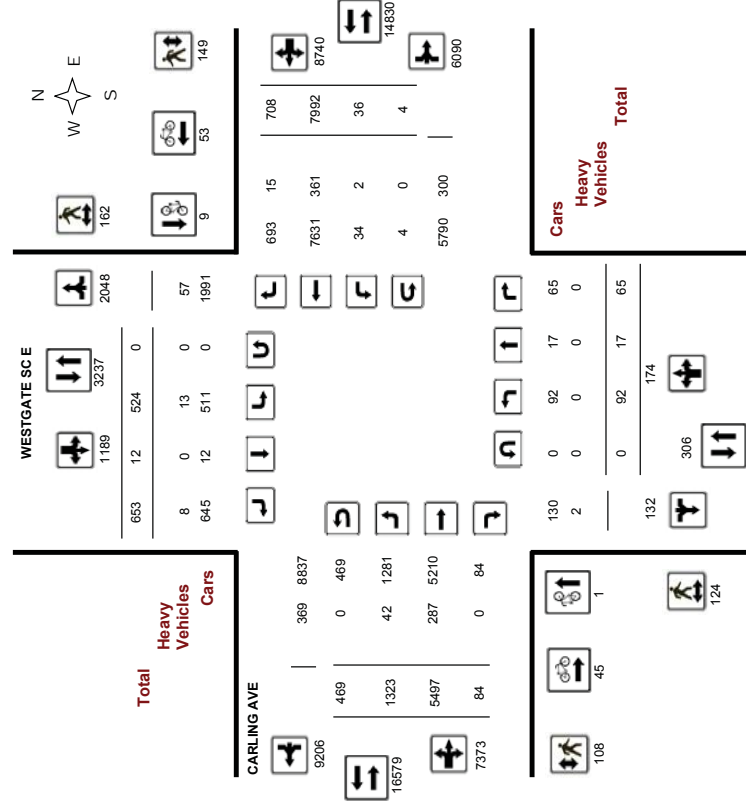 N
W E
S
162
149
9
53
WESTGATE SC E
1189
3237
2048
653 12 524 0
8 0 13 0 57
645 12 511 0 1991
Total
Heavy
Vehicles
Cars
708 7992 36 4
15 361 2 0 300
693 7631 34 4 5790
8740
14830
6090
CARLING AVE
9206
16579
7373
369 8837
469 0 469
1323 42 1281
5497 287 5210
84 0 84
Cars
Heavy
Vehicles
Total
130 0 92 17 65
2 0 0 0 0
132 0 92 17 65
306
174
108
45
1
124